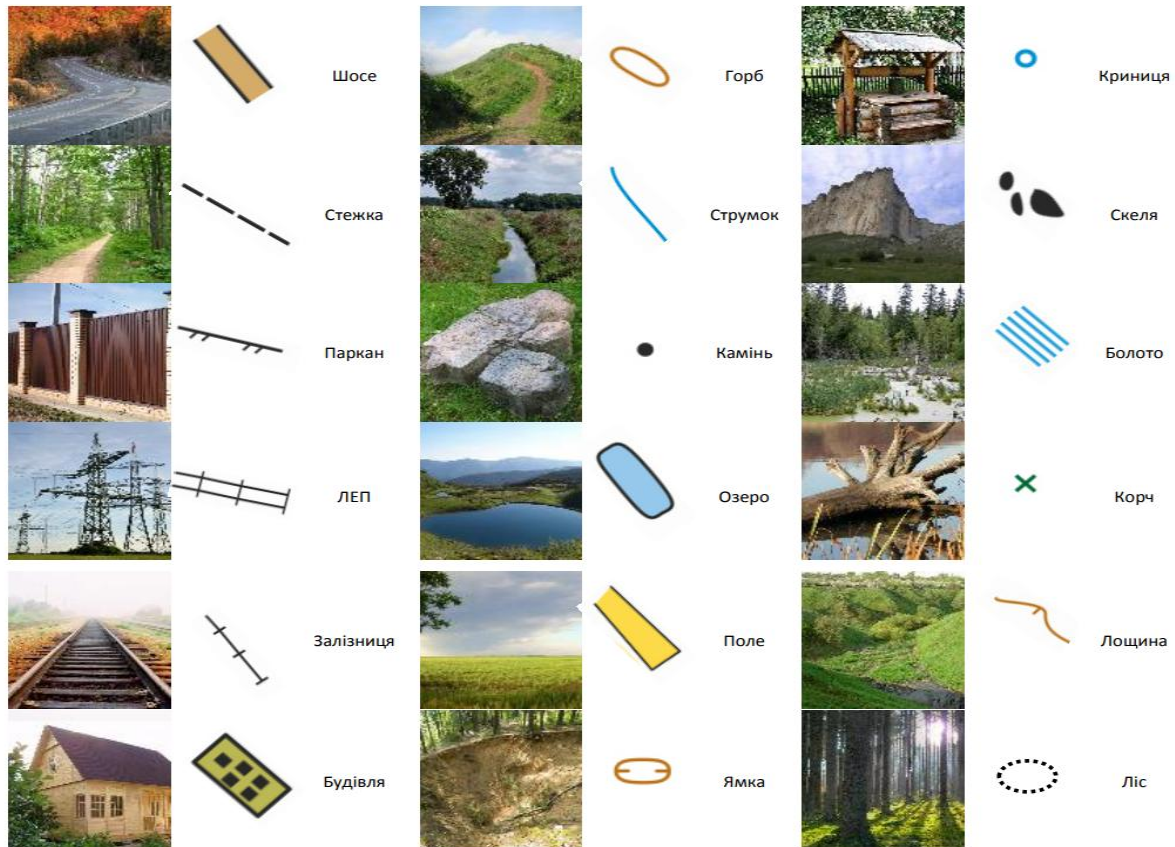 Шосе
Горб
Криниця
Стежка
Струмок
Скеля
Паркан
Камінь
Болото
ЛЕП
Озеро
Корч
Залізниця
Поле
Лощина
Будівля
Ямка
Ліс